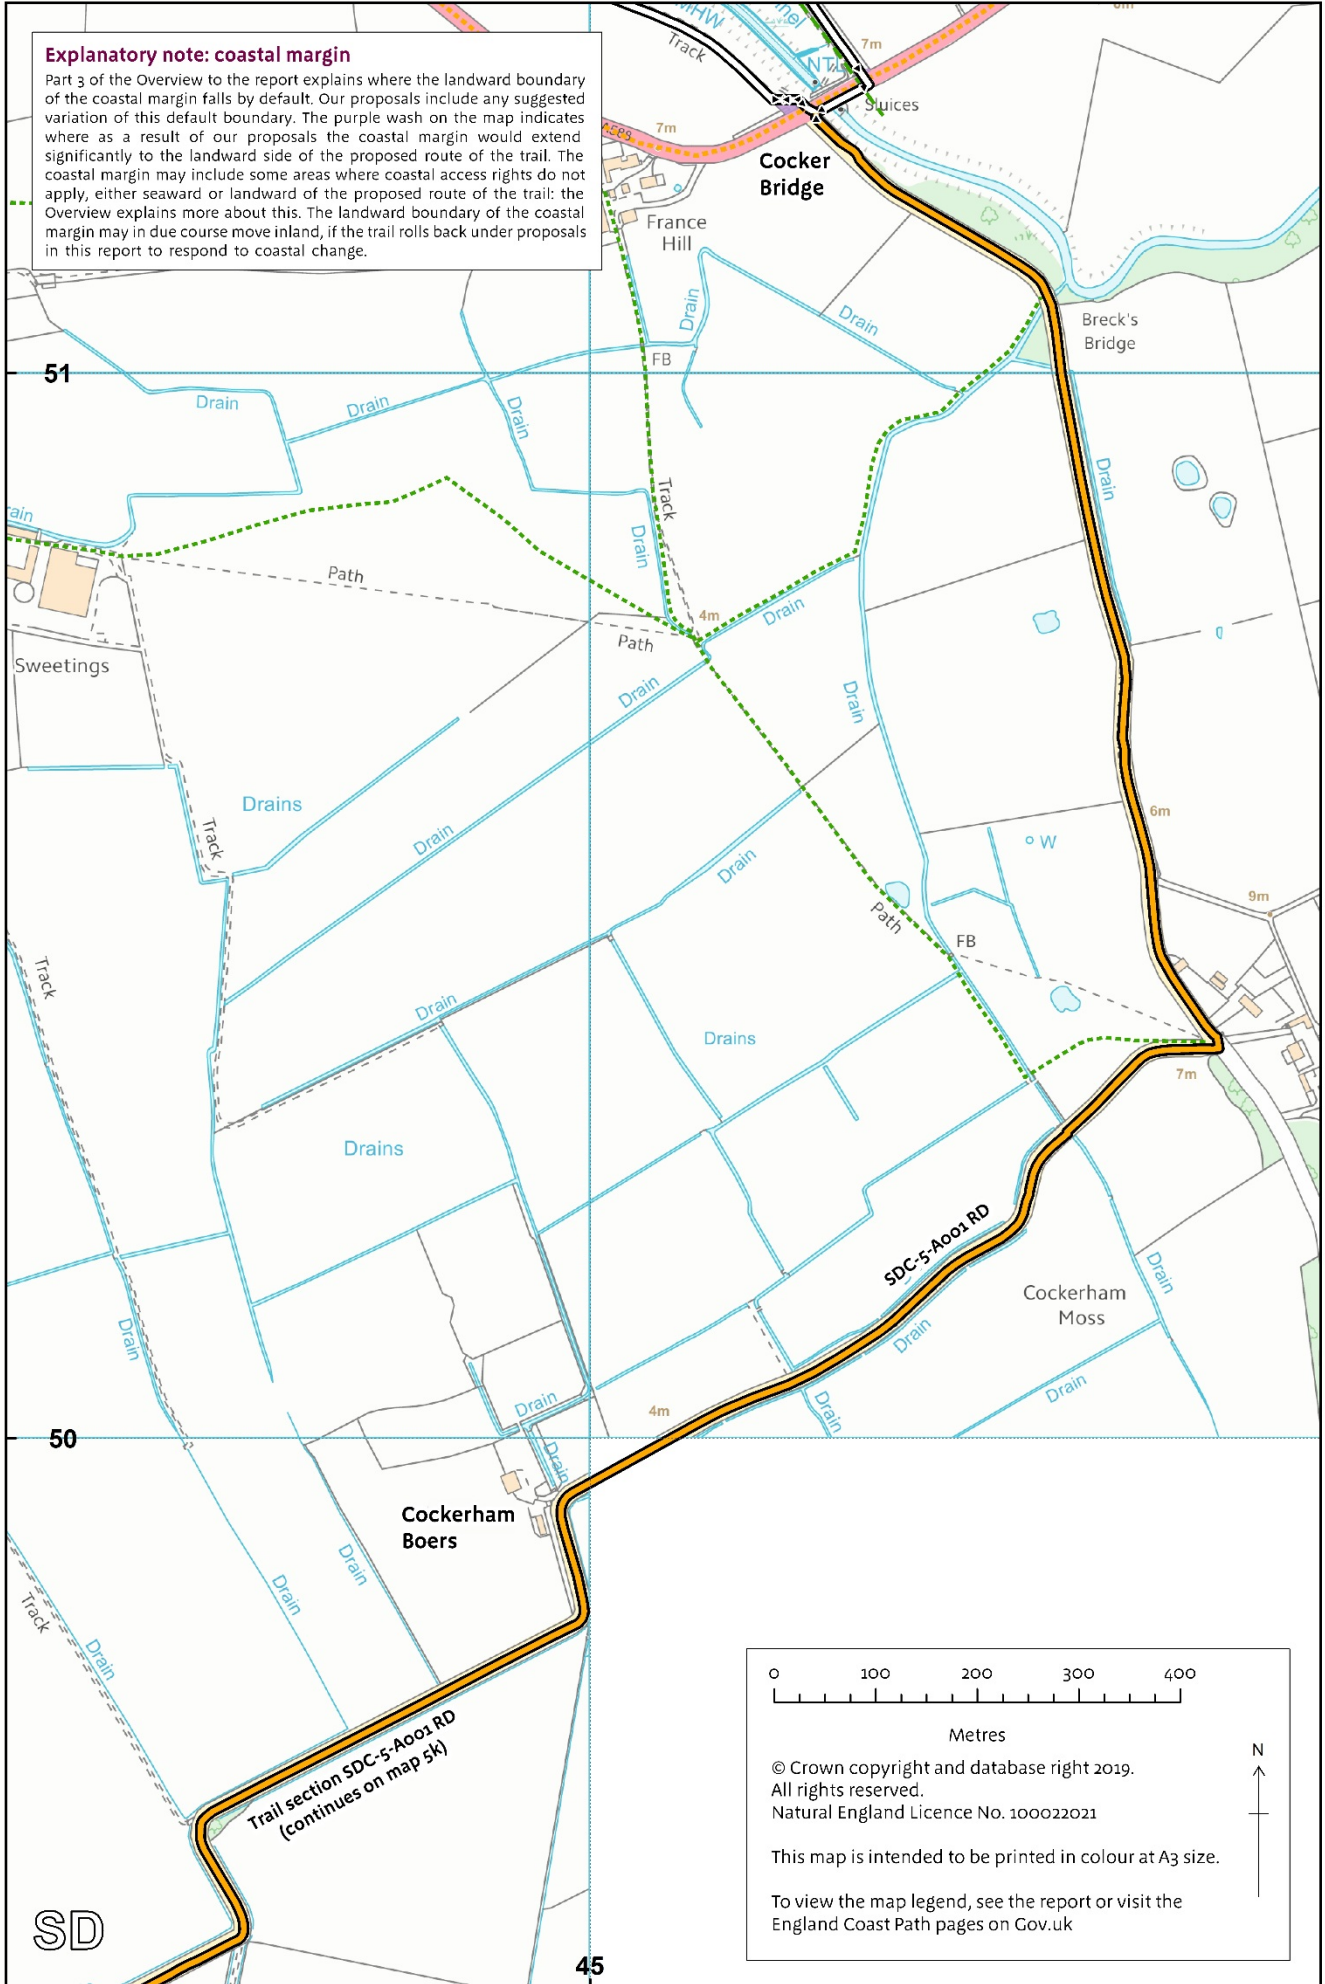 Explanatory note: coastal margin
Part 3 of the Overview to the report explains where the landward boundary
of the coastal margin falls by default. Our proposals include any suggested
variation of this default boundary. The purple wash on the map indicates
where as a result of our proposals the coastal margin would extend
significantly to the landward side of the proposed route of the trail. The
coastal margin may include some areas where coastal access rights do not
apply, either seaward or landward of the proposed route of the trail: the
Overview explains more about this. The landward boundary of the coastal
margin may in due course move inland, if the trail rolls back under proposals
in this report to respond to coastal change.
MHW
Track
7m
NTL
Sluices
A588
7m
Cocker
Bridge
France
Hill
Drain
Drain
Breck's
Bridge
FB
51
Drain
Drain
Drain
Drain
Track
Drain
Path
4m
Drain
Path
Sweetings
Drain
Drain
Drains
Track
Drain
6m
W
Drain
9m
Path
FB
Track
Drain
Drains
7m
Drains
SDC-5-A001 RD
Drain
Cockerham
Moss
Drain
Drain
Drain
Drain
4m
Drain
50
Drain
Cockerham
Boers
Drain
Drain
Track
Drain
Trail section SDC-5-A001 RD
(continues on map 5k)
0 100 200 300 400
Metres
N
© Crown copyright and database right 2019.
All rights reserved.
Natural England Licence No. 100022021
This map is intended to be printed in colour at A3 size.
To view the map legend, see the report or visit the
England Coast Path pages on Gov.uk
SD
45